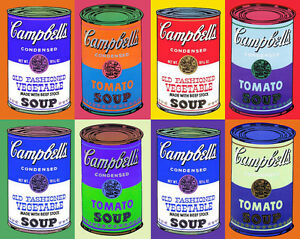 Campbell's
CONDENSED
OLD FASHIONED
VEGETABLE
MADE WITH BEEF STOCK
SOUP
Campbell's
CONDENSED
TOMATO
SOUP
Campbell's
CONDENSED
OLD FASHIONED
VEGETABLE
MADE WITH BEEF STOCK
SOUP
Campbell's
CONDENSED
TOMATO
SOUP
Campbell's
CONDENSED
OLD FASHIONED
VEGETABLE
MADE WITH BEEF STOCK
SOUP
Campbell's
CONDENSED
TOMATO
SOUP
Campbell's
CONDENSED
OLD FASHIONED
VEGETABLE
MADE WITH BEEF STOCK
SOUP
Campbell's
CONDENSED
TOMATO
SOUP